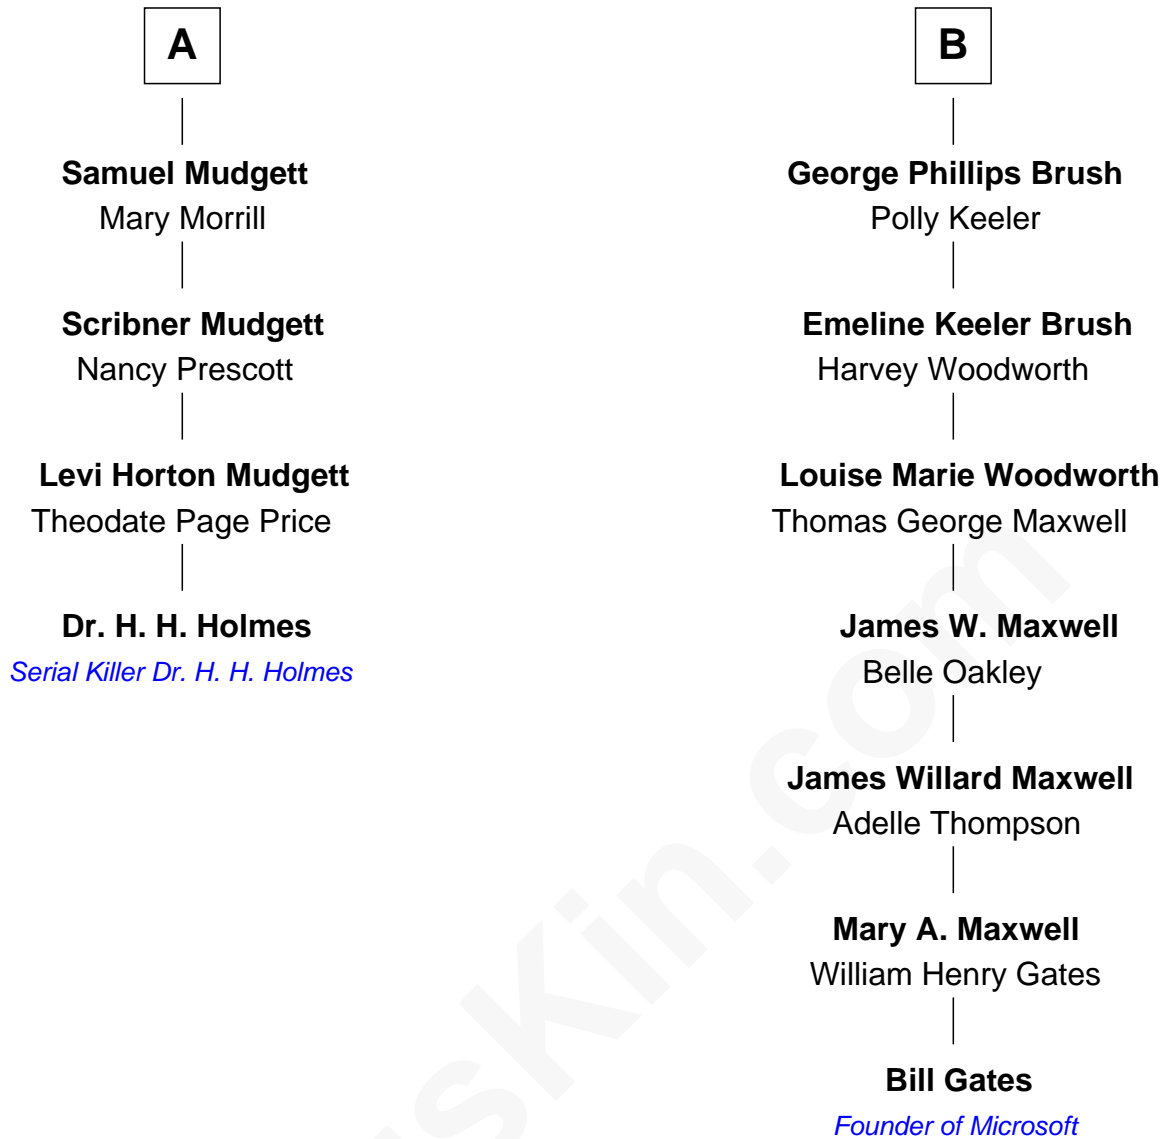 A
Samuel Mudgett
Mary Morrill
Scribner Mudgett
Nancy Prescott
Levi Horton Mudgett
Theodate Page Price
Dr. H. H. Holmes
Serial Killer Dr. H. H. Holmes
B
George Phillips Brush
Polly Keeler
Emeline Keeler Brush
Harvey Woodworth
Louise Marie Woodworth
Thomas George Maxwell
James W. Maxwell
Belle Oakley
James Willard Maxwell
Adelle Thompson
Mary A. Maxwell
William Henry Gates
Bill Gates
Founder of Microsoft